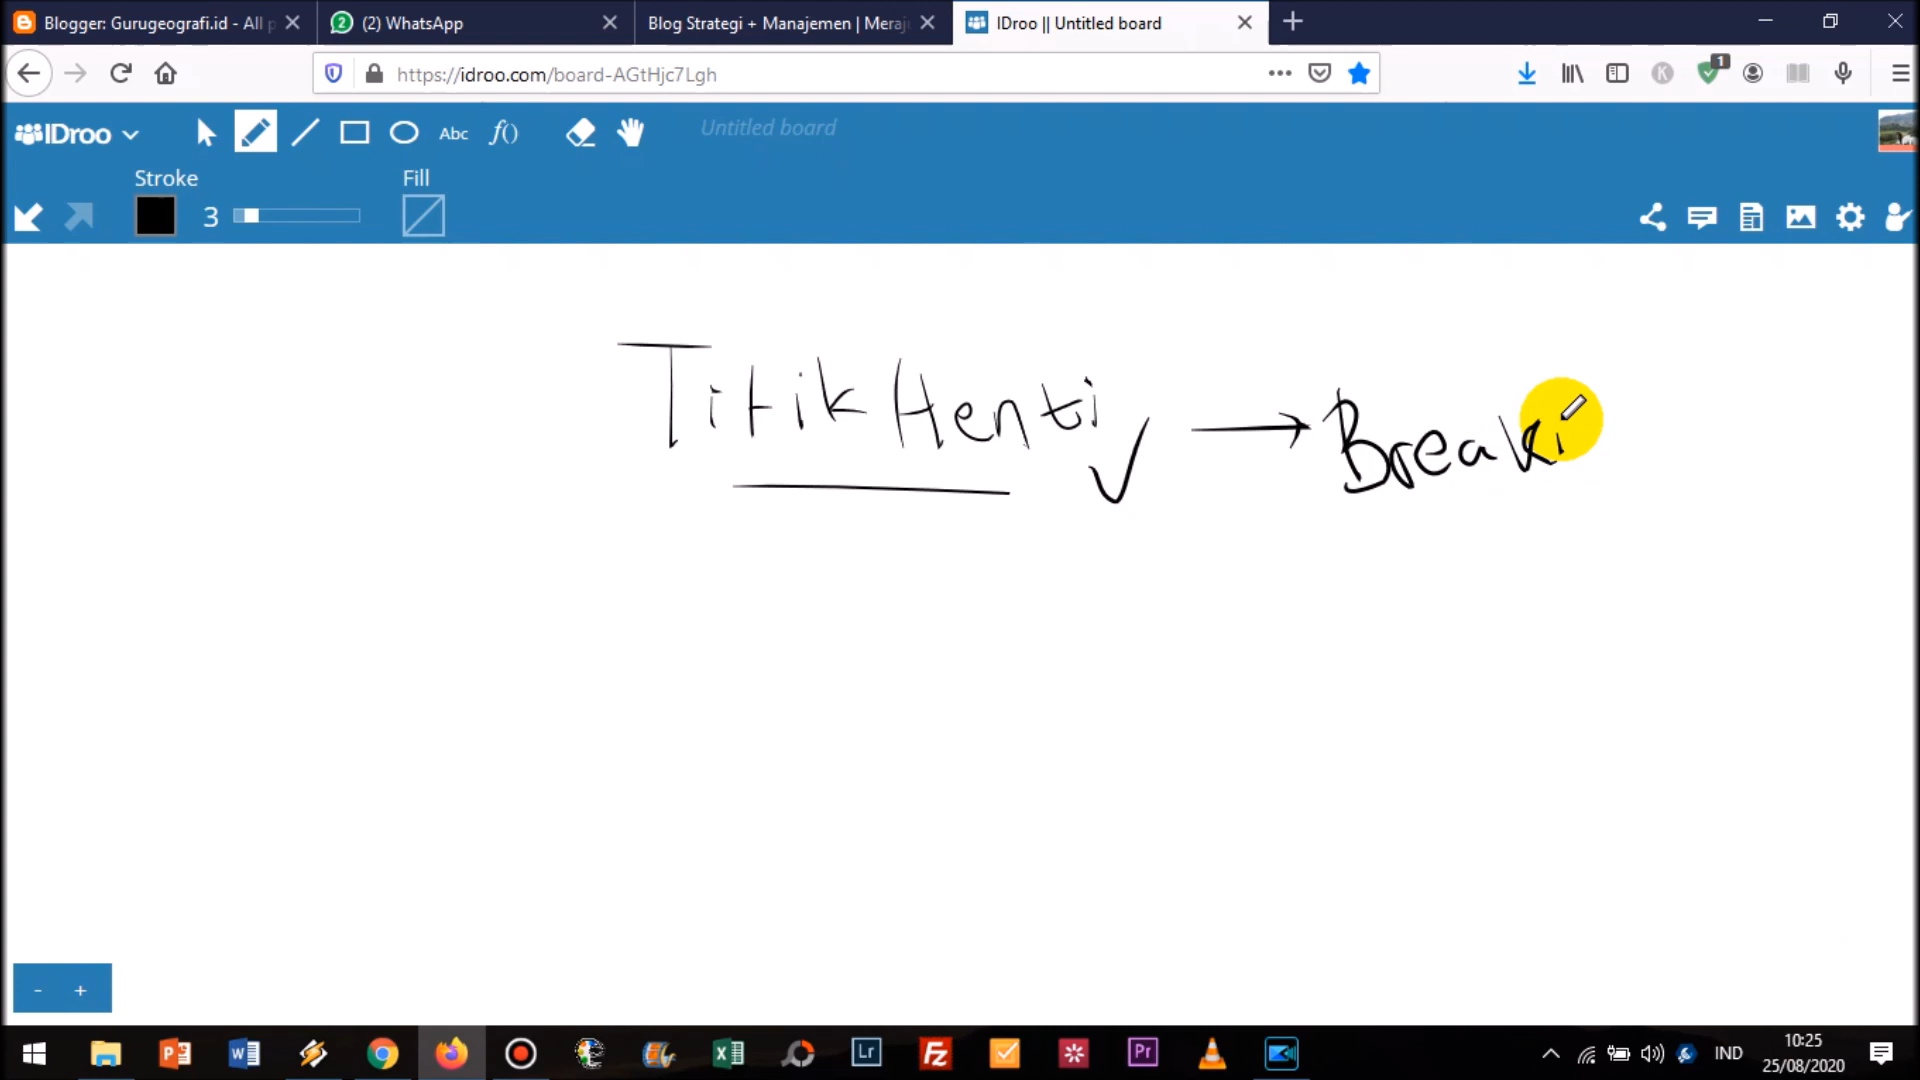 Blogger: Gurugeografi.id - All p
(2) WhatsApp
Blog Strategi + Manajemen | Meraj
IDroo || Untitled board
https://idroo.com/board-AGtHjc7Lgh
1
IDroo
Abc
f()
Untitled board
Stroke
Fill
3
Titik Henti → Breaki
- +
IND
10:25
25/08/2020